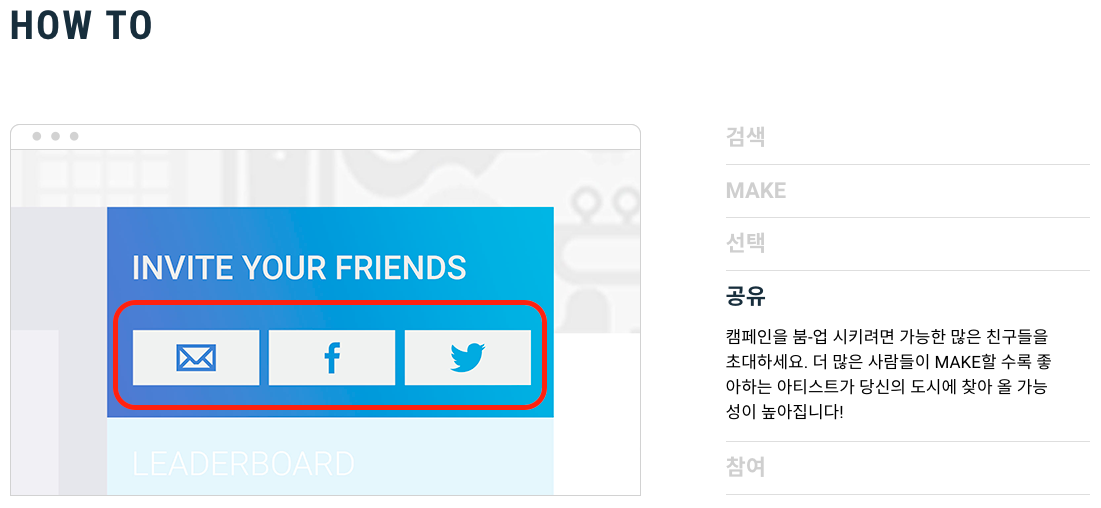 HOW TO
INVITE YOUR FRIENDS
LEADERBOARD
검색
MAKE
선택
공유
캠페인을 붐-업 시키려면 가능한 많은 친구들을
초대하세요. 더 많은 사람들이 MAKE할 수록 좋
아하는 아티스트가 당신의 도시에 찾아 올 가능
성이 높아집니다!
참여